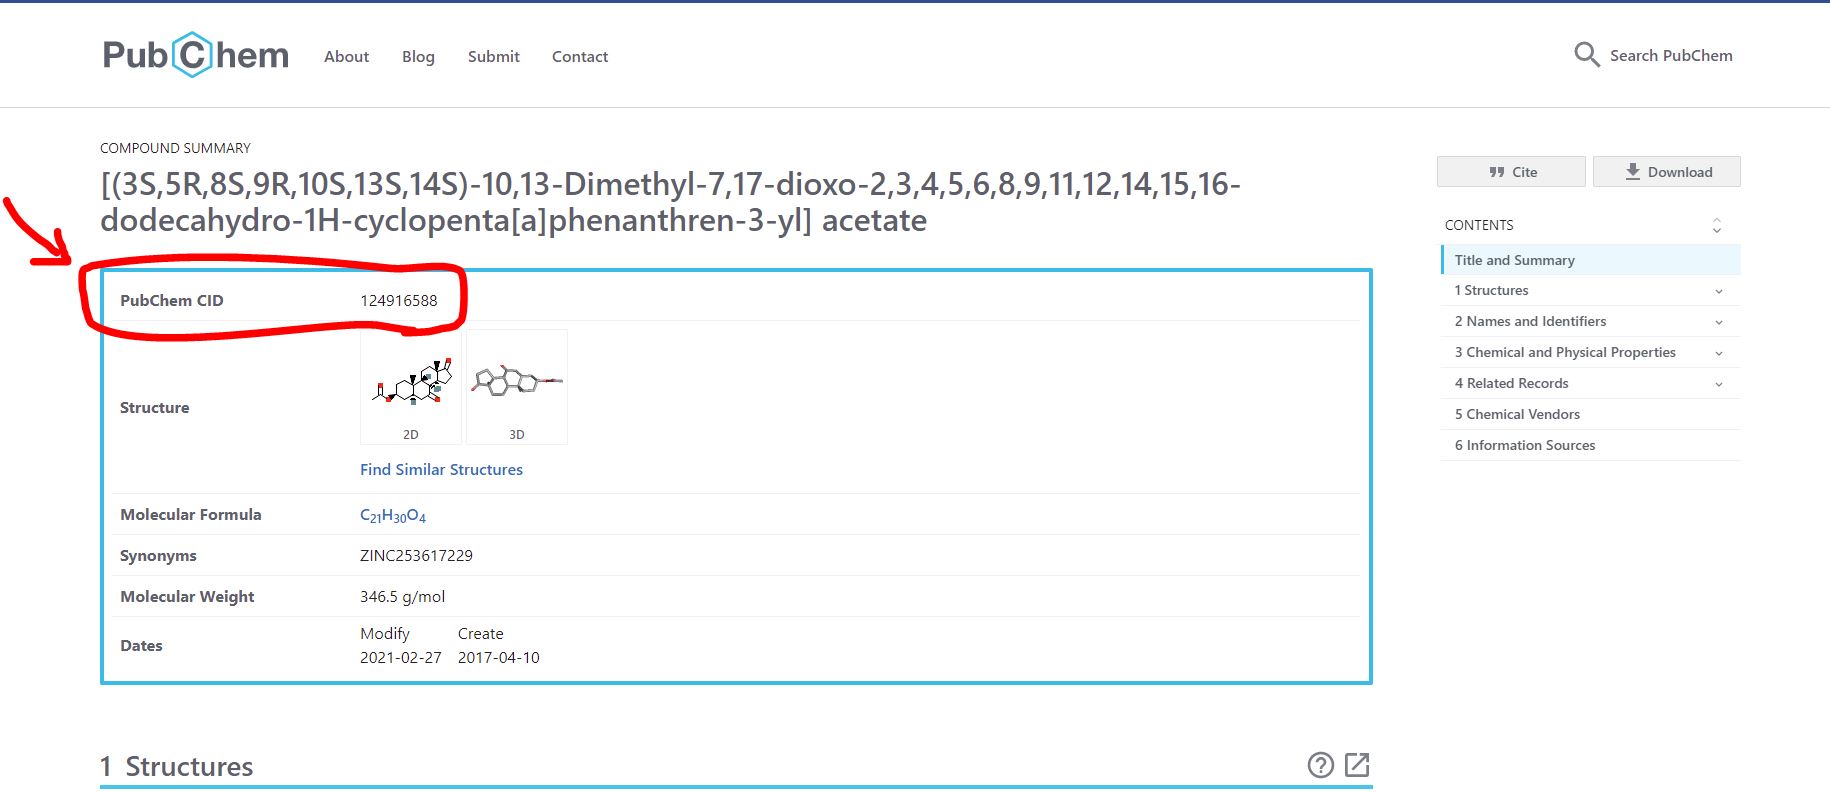 PubChem
About Blog Submit Contact
Search PubChem
COMPOUND SUMMARY
[(3S,5R,8S,9R,10S,13S,14S)-10,13-Dimethyl-7,17-dioxo-2,3,4,5,6,8,9,11,12,14,15,16-
dodecahydro-1H-cyclopenta[a]phenanthren-3-yl] acetate
PubChem CID 124916588
Structure
2D 3D
Find Similar Structures
Molecular Formula C21H30O4
Synonyms ZINC253617229
Molecular Weight 346.5 g/mol
Dates
Modify Create
2021-02-27 2017-04-10
1 Structures
Cite Download
CONTENTS
Title and Summary
1 Structures
2 Names and Identifiers
3 Chemical and Physical Properties
4 Related Records
5 Chemical Vendors
6 Information Sources